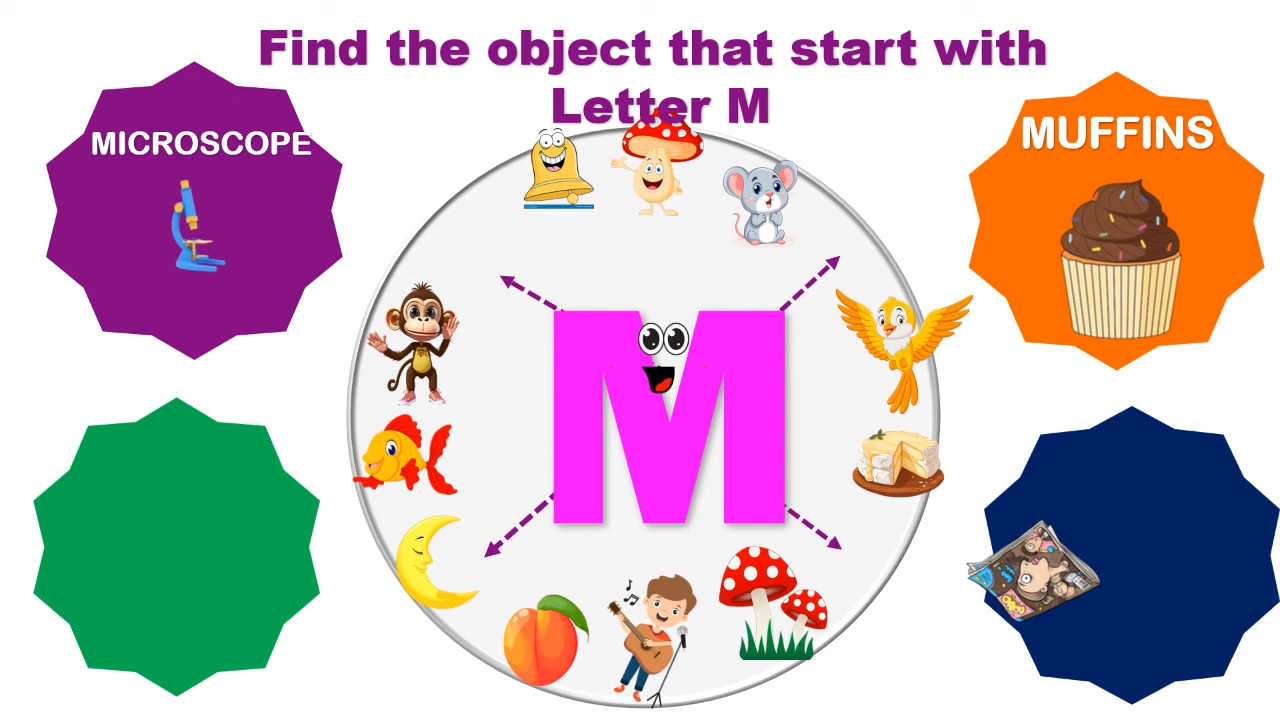 Find the object that start with
Letter M
MICROSCOPE
MUFFINS
M